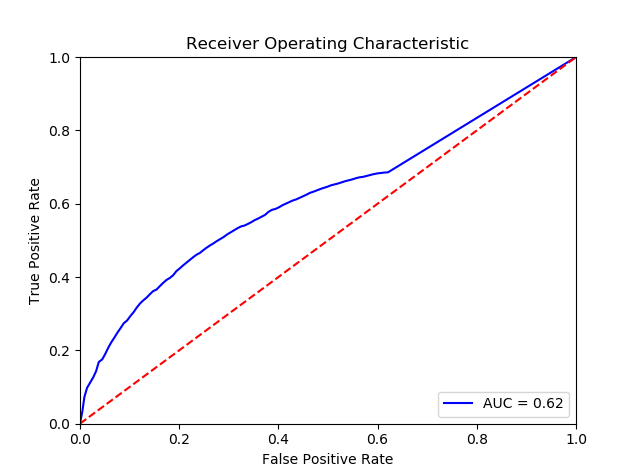 Receiver Operating Characteristic
1.0
0.8
0.6
0.4
0.2
0.0
True Positive Rate
AUC = 0.62
0.0 0.2 0.4 0.6 0.8 1.0
False Positive Rate